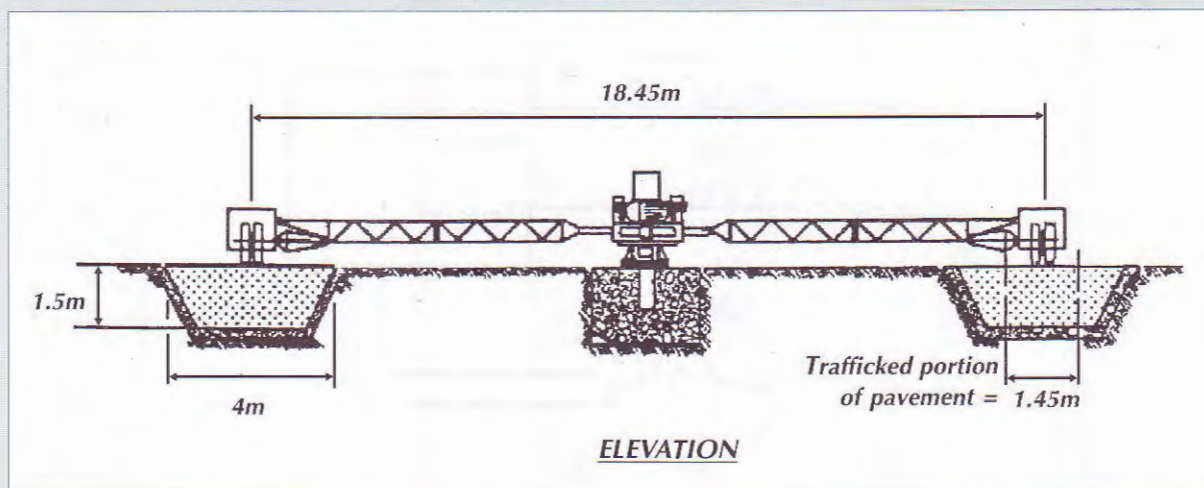 18.45m
1.5m
4m
Trafficked portion
of pavement = 1.45m
ELEVATION